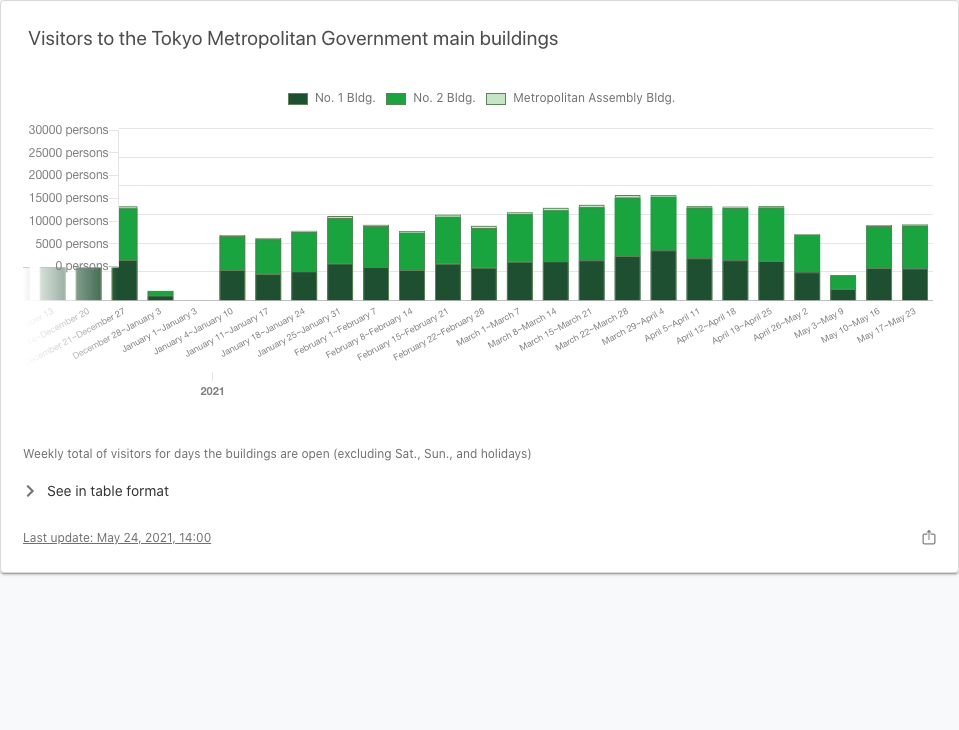 Visitors to the Tokyo Metropolitan Government main buildings
No. 1 Bldg. No. 2 Bldg. Metropolitan Assembly Bldg.
30000 persons
25000 persons
20000 persons
15000 persons
10000 persons
5000 persons
0 persons
13
December 20
December 21~December 27
December 28~January 3
January 1~January 3
January 4~January 10
January 11~January 17
January 18~January 24
January 25~January 31
February 1~February 7
February 8~February 14
February 15~February 21
February 22~February 28
March 1~March 7
March 8~March 14
March 15~March 21
March 22~March 28
March 29~April 4
April 5~April 11
April 12~April 18
April 19~April 25
April 26~May 2
May 3~May 9
May 10~May 16
May 17~May 23
2021
Weekly total of visitors for days the buildings are open (excluding Sat., Sun., and holidays)
See in table format
Last update: May 24, 2021, 14:00